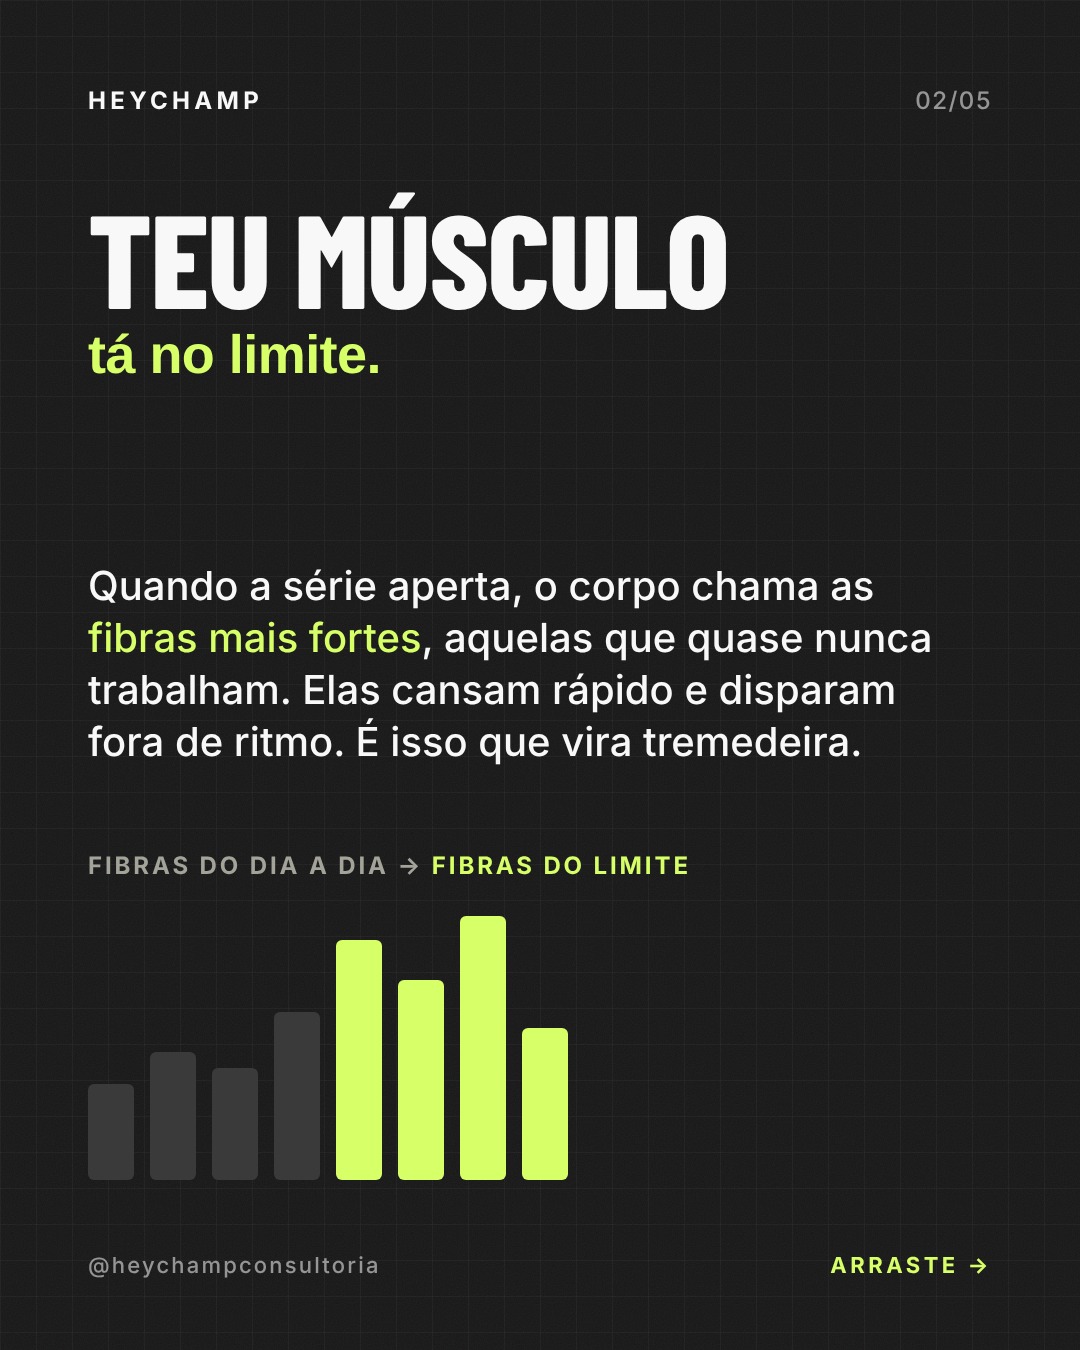 HEYCHAMP
02/05
TEU MÚSCULO
tá no limite.
Quando a série aperta, o corpo chama as
fibras mais fortes, aquelas que quase nunca
trabalham. Elas cansam rápido e disparam
fora de ritmo. É isso que vira tremedeira.
FIBRAS DO DIA A DIA → FIBRAS DO LIMITE
@heychampconsultoria
ARRASTE →